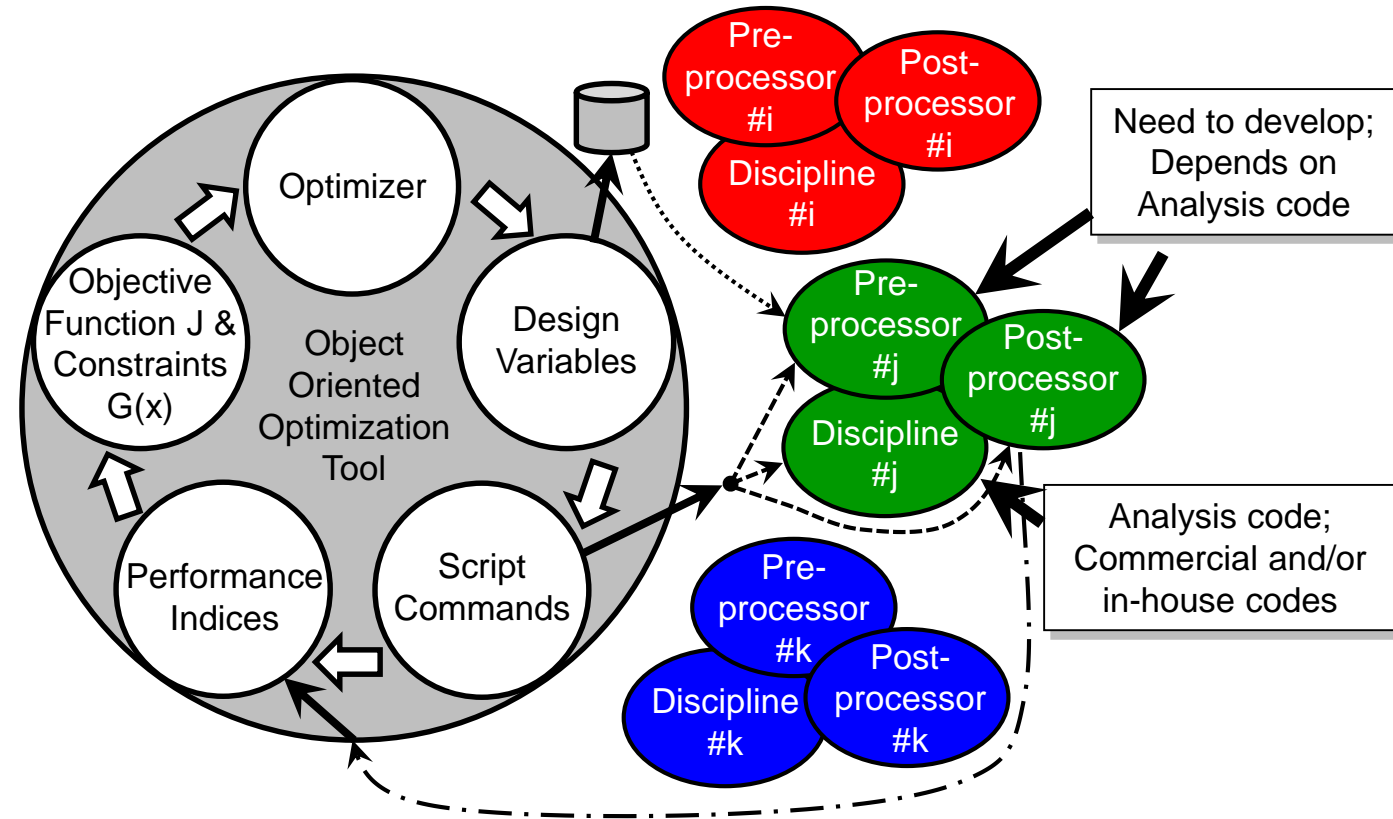 Optimizer
Design
Variables
Script
Commands
Performance
Indices
Objective
Function J &
Constraints
G(x)
Object
Oriented
Optimization
Tool
Pre-
processor
#i
Post-
processor
#i
Discipline
#i
Need to develop;
Depends on
Analysis code
Pre-
processor
#j
Post-
processor
#j
Discipline
#j
Analysis code;
Commercial and/or
in-house codes
Pre-
processor
#k
Post-
processor
#k
Discipline
#k